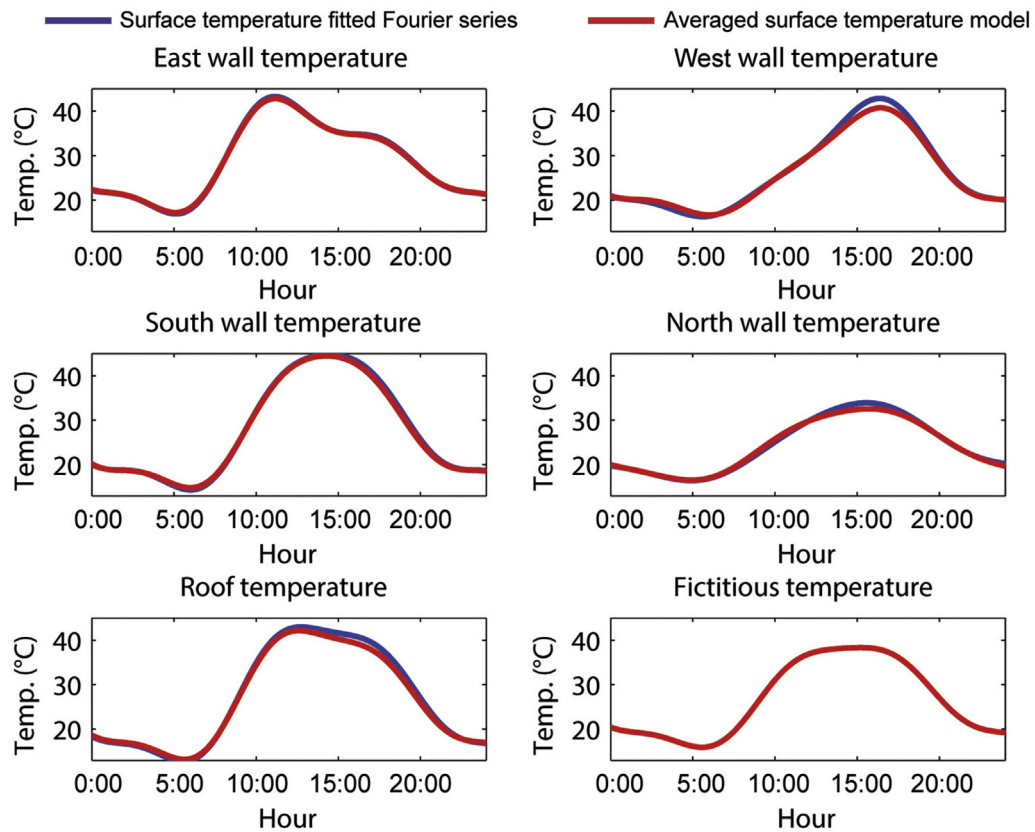 Surface temperature fitted Fourier series Averaged surface temperature model
East wall temperature
Temp. (°C)
40
30
20
0:00 5:00 10:00 15:00 20:00
Hour
West wall temperature
Temp. (°C)
40
30
20
0:00 5:00 10:00 15:00 20:00
Hour
South wall temperature
Temp. (°C)
40
30
20
0:00 5:00 10:00 15:00 20:00
Hour
North wall temperature
Temp. (°C)
40
30
20
0:00 5:00 10:00 15:00 20:00
Hour
Roof temperature
Temp. (°C)
40
30
20
0:00 5:00 10:00 15:00 20:00
Hour
Fictitious temperature
Temp. (°C)
40
30
20
0:00 5:00 10:00 15:00 20:00
Hour